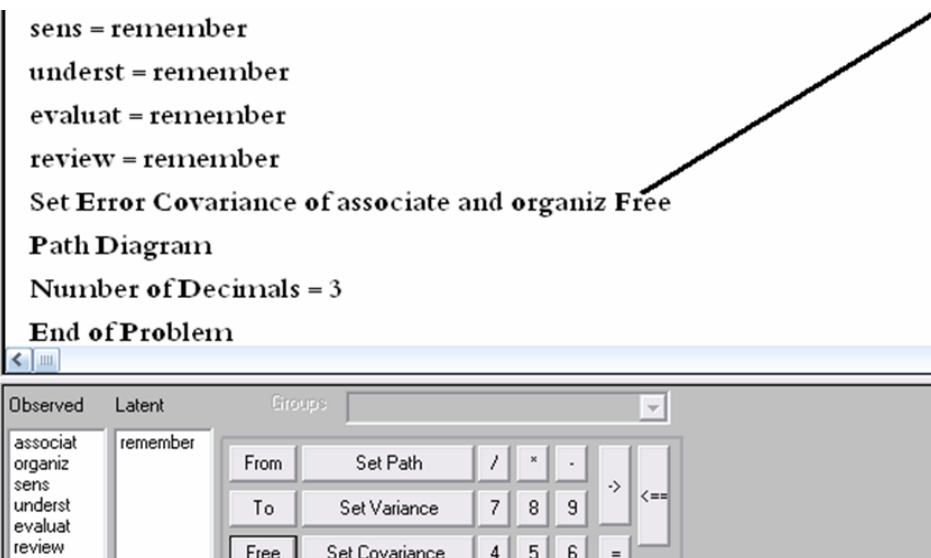 sens = remember
underst = remember
evaluat = remember
review = remember
Set Error Covariance of associate and organiz Free
Path Diagram
Number of Decimals = 3
End of Problem
Observed Latent Groups
associat remember
organiz
sens
underst
evaluat
review
From Set Path / * -
To Set Variance 7 8 9 -> <==
Free Set Covariance 4 5 6 =